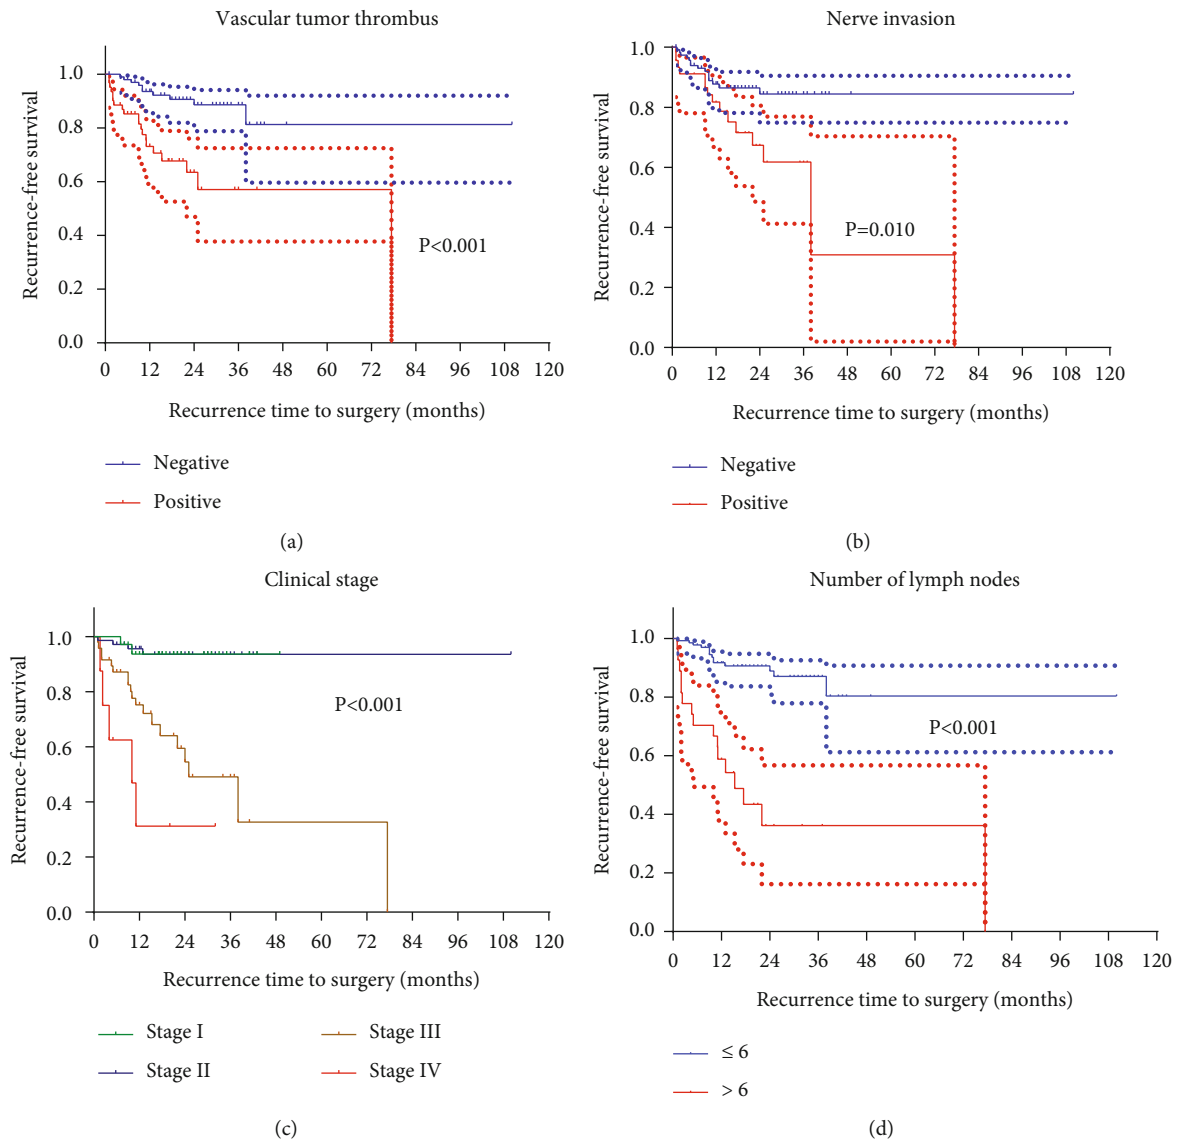 Vascular tumor thrombus
1.0
0.8
0.6
0.4
0.2
0.0
Recurrence-free survival
P<0.001
0 12 24 36 48 60 72 84 96 108 120
Recurrence time to surgery (months)
Negative
Positive
(a)
Nerve invasion
1.0
0.8
0.6
0.4
0.2
0.0
Recurrence-free survival
P=0.010
0 12 24 36 48 60 72 84 96 108 120
Recurrence time to surgery (months)
Negative
Positive
(b)
Clinical stage
1.0
0.8
0.6
0.4
0.2
0.0
Recurrence-free survival
P<0.001
0 12 24 36 48 60 72 84 96 108 120
Recurrence time to surgery (months)
Stage I
Stage II
Stage III
Stage IV
(c)
Number of lymph nodes
1.0
0.8
0.6
0.4
0.2
0.0
Recurrence-free survival
P<0.001
0 12 24 36 48 60 72 84 96 108 120
Recurrence time to surgery (months)
≤ 6
> 6
(d)